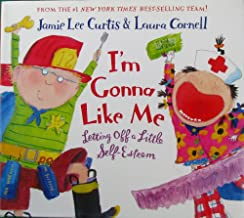 FROM THE #1 NEW YORK TIMES BEST-SELLING TEAM!
Jamie Lee Curtis & Laura Cornell
I'm
Gonna
Like Me
Letting Off a Little
Self-Esteem